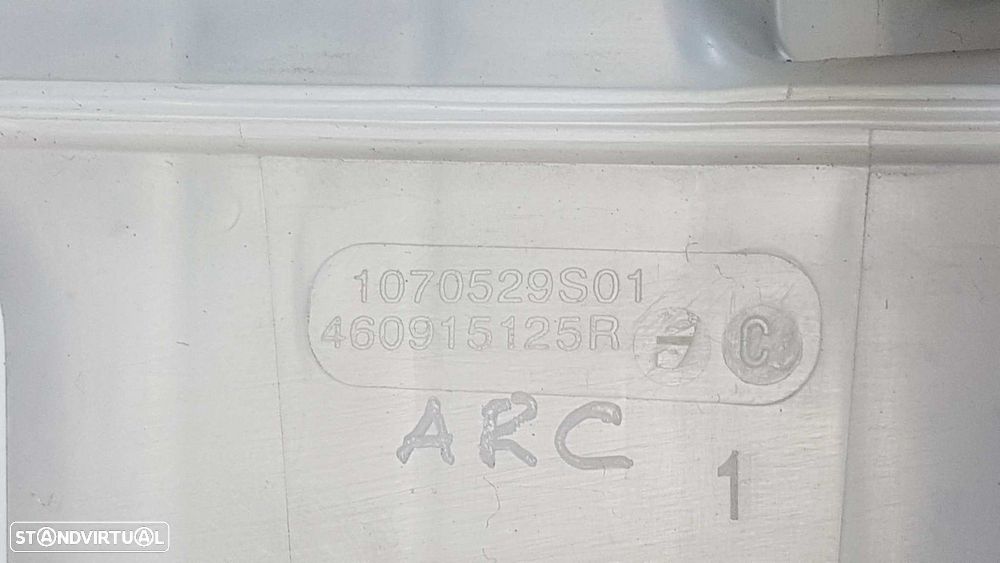 1070529S01
460915125R
C
ARC
1
STANDVIRTUAL